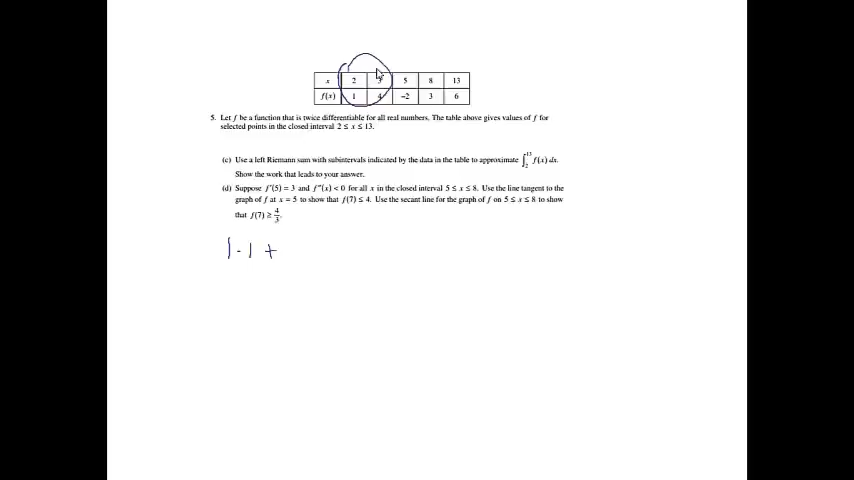 x 2 3 5 8 13
f(x) 1 4 −2 3 6
5. Let f be a function that is twice differentiable for all real numbers. The table above gives values of f for
selected points in the closed interval 2 ≤ x ≤ 13.
(c) Use a left Riemann sum with subintervals indicated by the data in the table to approximate ∫₂¹³ f(x) dx.
Show the work that leads to your answer.
(d) Suppose f′(5) = 3 and f″(x) < 0 for all x in the closed interval 5 ≤ x ≤ 8. Use the line tangent to the
graph of f at x = 5 to show that f(7) ≤ 4. Use the secant line for the graph of f on 5 ≤ x ≤ 8 to show
that f(7) ≥ 4/3.
1·1 +